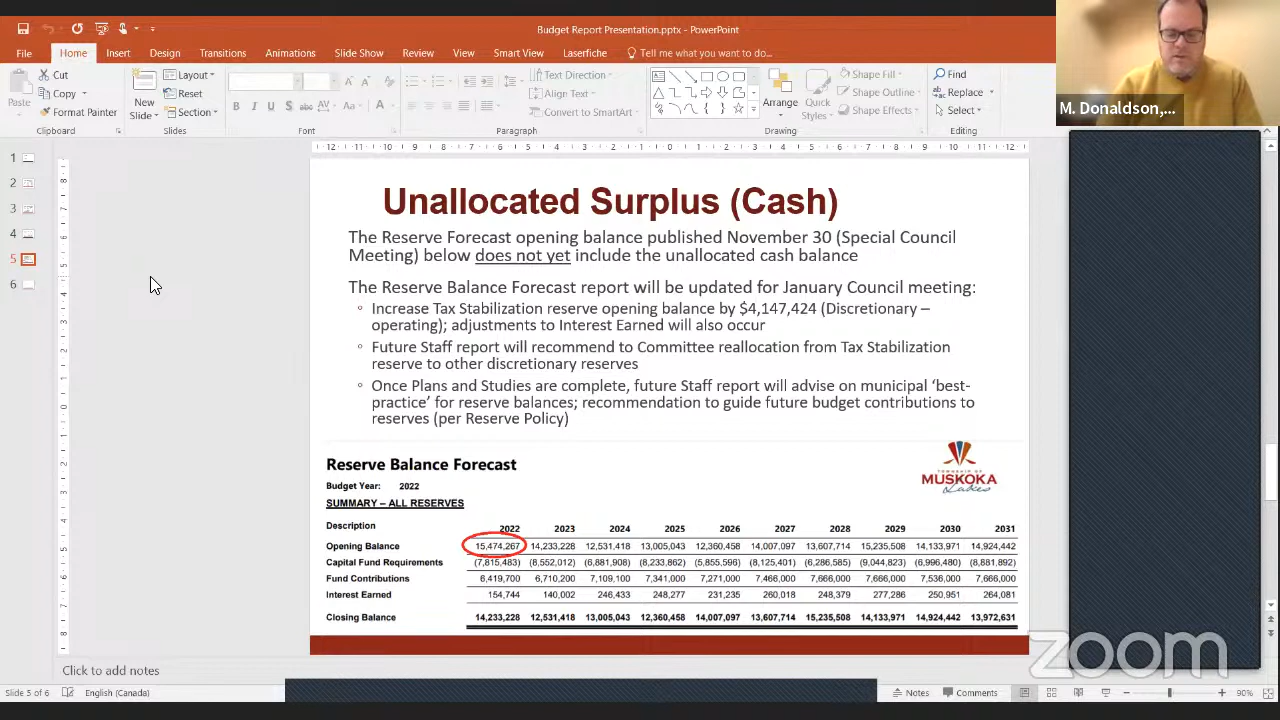 Budget Report Presentation.pptx - PowerPoint
File Home Insert Design Transitions Animations Slide Show Review View Smart View Laserfiche Tell me what you want to do...
Paste
Cut
Copy
Format Painter
Clipboard
New Slide
Layout
Reset
Section
Slides
Font
Text Direction
Align Text
Convert to SmartArt
Paragraph
Arrange
Quick Styles
Shape Fill
Shape Outline
Shape Effects
Drawing
Find
Replace
Select
Editing
M. Donaldson,...
1
2
3
4
5
6
Unallocated Surplus (Cash)
The Reserve Forecast opening balance published November 30 (Special Council
Meeting) below does not yet include the unallocated cash balance
The Reserve Balance Forecast report will be updated for January Council meeting:
Increase Tax Stabilization reserve opening balance by $4,147,424 (Discretionary –
operating); adjustments to Interest Earned will also occur
Future Staff report will recommend to Committee reallocation from Tax Stabilization
reserve to other discretionary reserves
Once Plans and Studies are complete, future Staff report will advise on municipal ‘best-
practice’ for reserve balances; recommendation to guide future budget contributions to
reserves (per Reserve Policy)
Reserve Balance Forecast
Budget Year: 2022
SUMMARY – ALL RESERVES
TOWNSHIP OF
MUSKOKA
Lakes
Description 2022 2023 2024 2025 2026 2027 2028 2029 2030 2031
Opening Balance 15,474,267 14,233,228 12,531,418 13,005,043 12,360,458 14,007,097 13,607,714 15,235,508 14,133,971 14,924,442
Capital Fund Requirements (7,815,483) (8,552,012) (6,881,908) (8,233,862) (5,855,596) (8,125,401) (6,286,585) (9,044,823) (6,996,480) (8,881,892)
Fund Contributions 6,419,700 6,710,200 7,109,100 7,341,000 7,271,000 7,466,000 7,666,000 7,666,000 7,536,000 7,666,000
Interest Earned 154,744 140,002 246,433 248,277 231,235 260,018 248,379 277,286 250,951 264,081
Closing Balance 14,233,228 12,531,418 13,005,043 12,360,458 14,007,097 13,607,714 15,235,508 14,133,971 14,924,442 13,972,631
zoom
Click to add notes
Slide 5 of 6 English (Canada) Notes Comments 90%